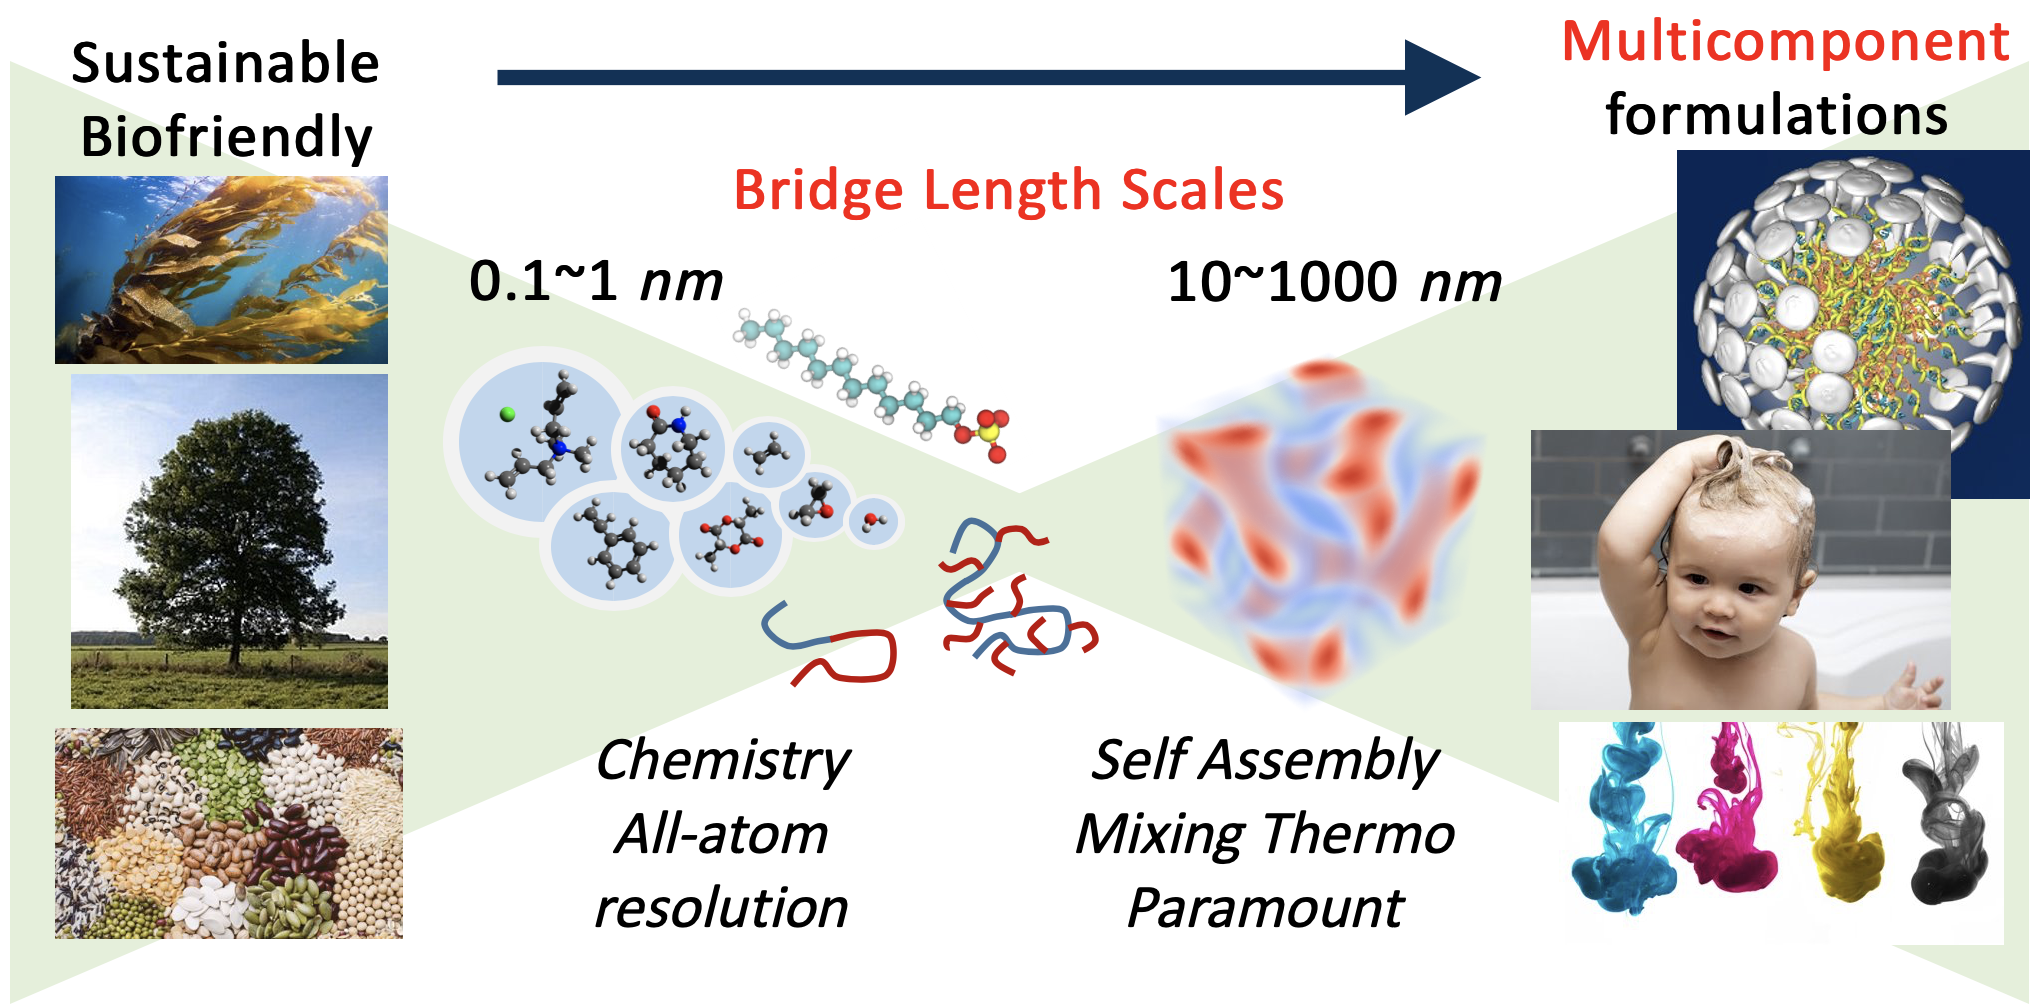 Sustainable
Biofriendly
Multicomponent
formulations
Bridge Length Scales
0.1~1 nm
10~1000 nm
Chemistry
All-atom
resolution
Self Assembly
Mixing Thermo
Paramount